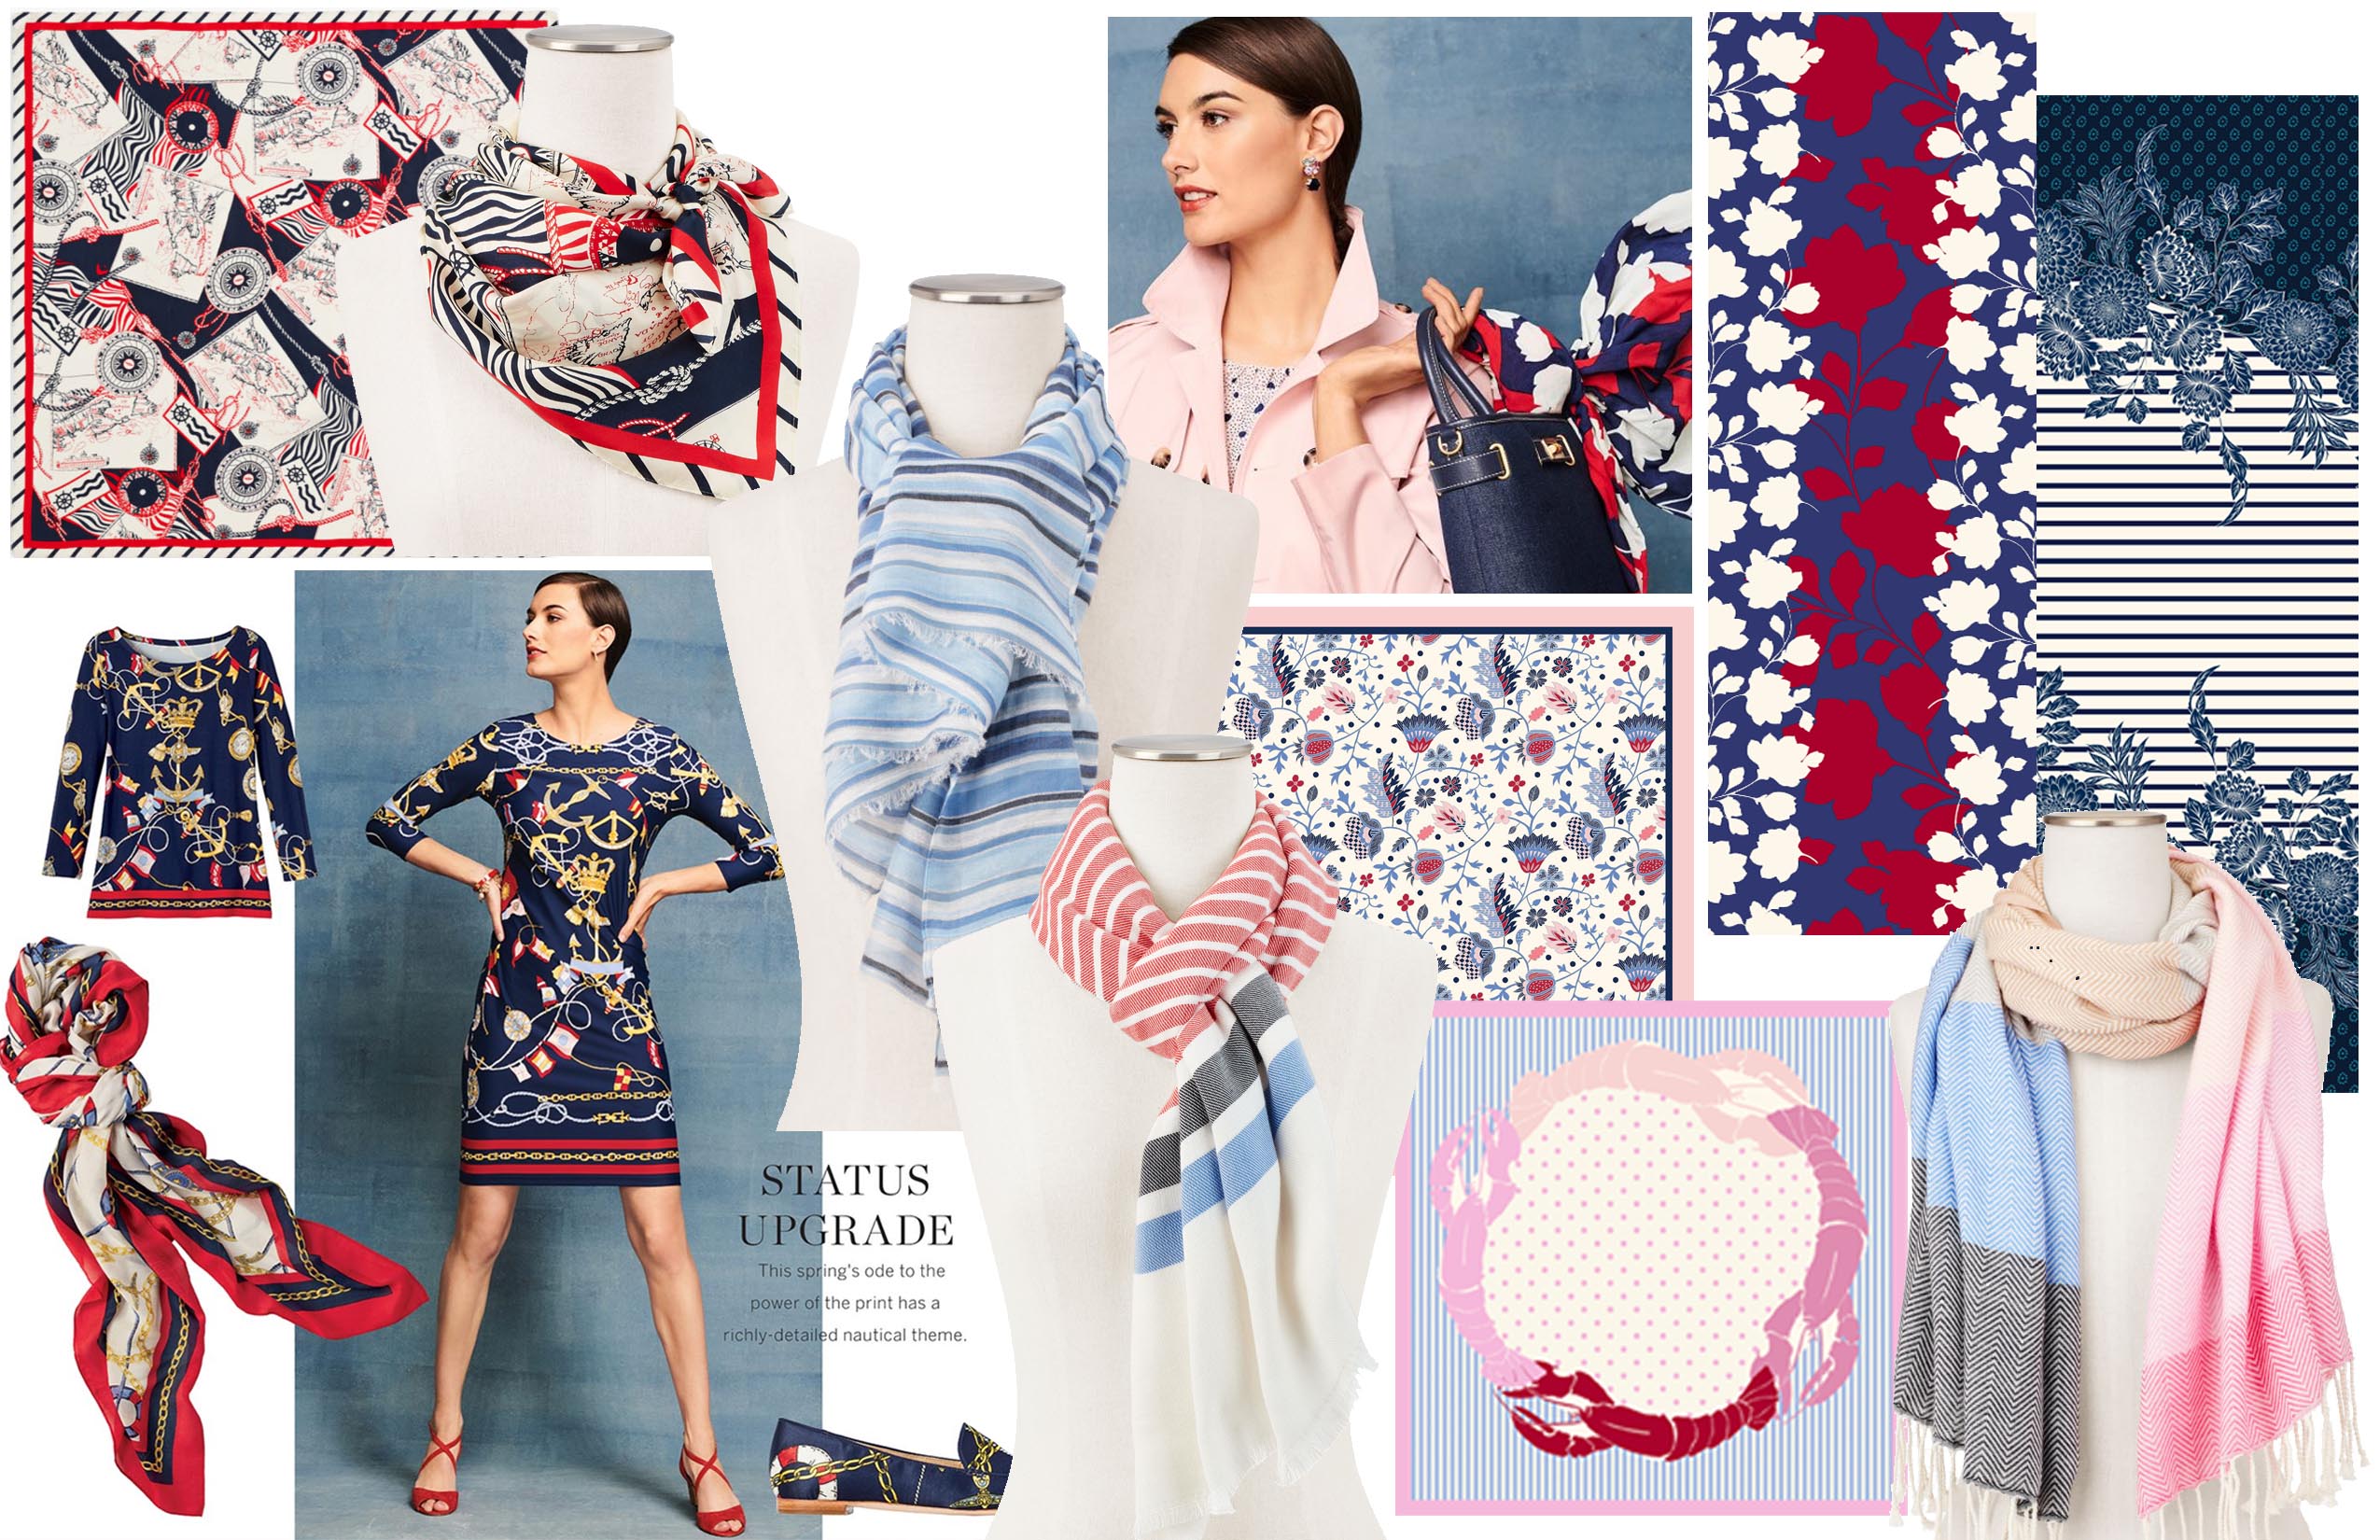 STATUS
UPGRADE
This spring's ode to the
power of the print has a
richly-detailed nautical theme.